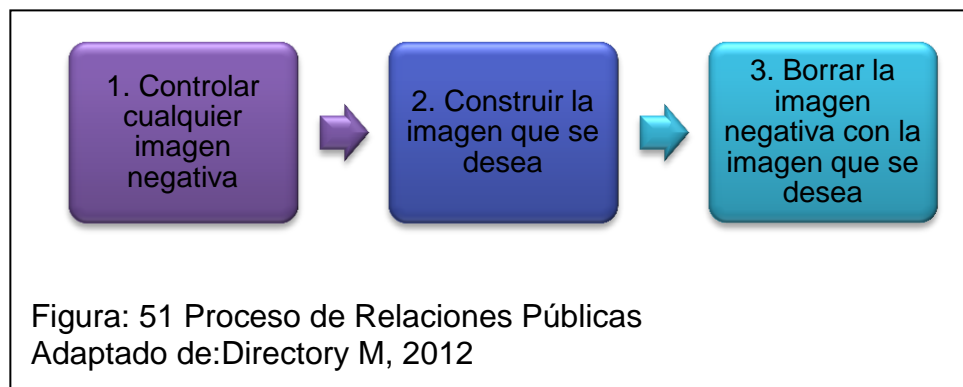 1. Controlar
cualquier
imagen
negativa
2. Construir la
imagen que se
desea
3. Borrar la
imagen
negativa con la
imagen que se
desea
Figura: 51 Proceso de Relaciones Públicas
Adaptado de:Directory M, 2012